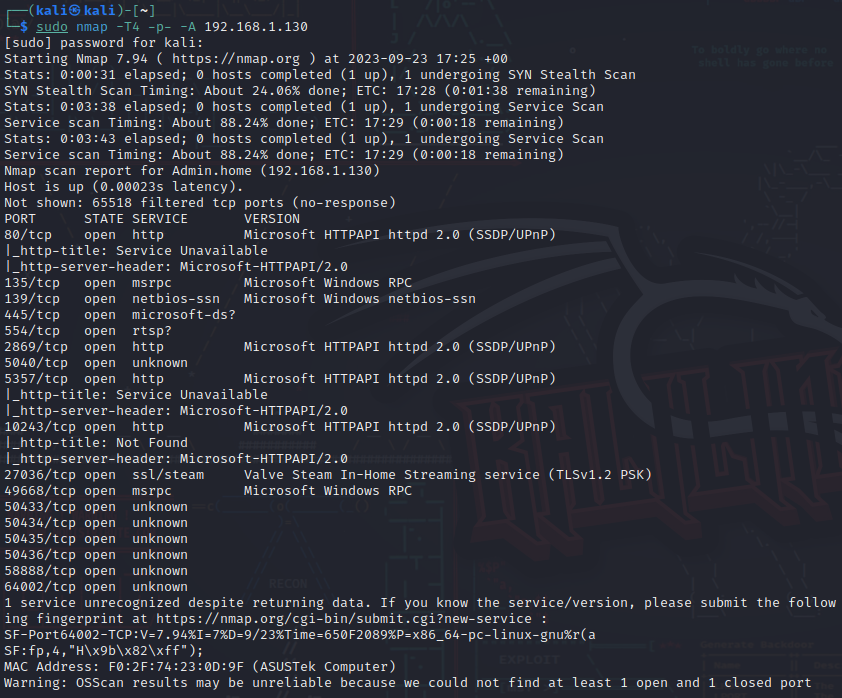 ┌──(kali㉿kali)-[~]
└─$ sudo nmap -T4 -p- -A 192.168.1.130
[sudo] password for kali:
Starting Nmap 7.94 ( https://nmap.org ) at 2023-09-23 17:25 +00
Stats: 0:00:31 elapsed; 0 hosts completed (1 up), 1 undergoing SYN Stealth Scan
SYN Stealth Scan Timing: About 24.06% done; ETC: 17:28 (0:01:38 remaining)
Stats: 0:03:38 elapsed; 0 hosts completed (1 up), 1 undergoing Service Scan
Service scan Timing: About 88.24% done; ETC: 17:29 (0:00:18 remaining)
Stats: 0:03:43 elapsed; 0 hosts completed (1 up), 1 undergoing Service Scan
Service scan Timing: About 88.24% done; ETC: 17:29 (0:00:18 remaining)
Nmap scan report for Admin.home (192.168.1.130)
Host is up (0.00023s latency).
Not shown: 65518 filtered tcp ports (no-response)
PORT      STATE SERVICE       VERSION
80/tcp    open  http          Microsoft HTTPAPI httpd 2.0 (SSDP/UPnP)
|_http-title: Service Unavailable
|_http-server-header: Microsoft-HTTPAPI/2.0
135/tcp   open  msrpc         Microsoft Windows RPC
139/tcp   open  netbios-ssn   Microsoft Windows netbios-ssn
445/tcp   open  microsoft-ds?
554/tcp   open  rtsp?
2869/tcp  open  http          Microsoft HTTPAPI httpd 2.0 (SSDP/UPnP)
5040/tcp  open  unknown
5357/tcp  open  http          Microsoft HTTPAPI httpd 2.0 (SSDP/UPnP)
|_http-title: Service Unavailable
|_http-server-header: Microsoft-HTTPAPI/2.0
10243/tcp open  http          Microsoft HTTPAPI httpd 2.0 (SSDP/UPnP)
|_http-title: Not Found
|_http-server-header: Microsoft-HTTPAPI/2.0
27036/tcp open  ssl/steam     Valve Steam In-Home Streaming service (TLSv1.2 PSK)
49668/tcp open  msrpc         Microsoft Windows RPC
50433/tcp open  unknown
50434/tcp open  unknown
50435/tcp open  unknown
50436/tcp open  unknown
58888/tcp open  unknown
64002/tcp open  unknown
1 service unrecognized despite returning data. If you know the service/version, please submit the follow
ing fingerprint at https://nmap.org/cgi-bin/submit.cgi?new-service :
SF-Port64002-TCP:V=7.94%I=7%D=9/23%Time=650F2089%P=x86_64-pc-linux-gnu%r(a
SF:fp,4,"H\x9b\x82\xff");
MAC Address: F0:2F:74:23:0D:9F (ASUSTek Computer)
Warning: OSScan results may be unreliable because we could not find at least 1 open and 1 closed port
To boldly go where no
shell has gone before
KALI LINUX
RECON
EXPLOIT